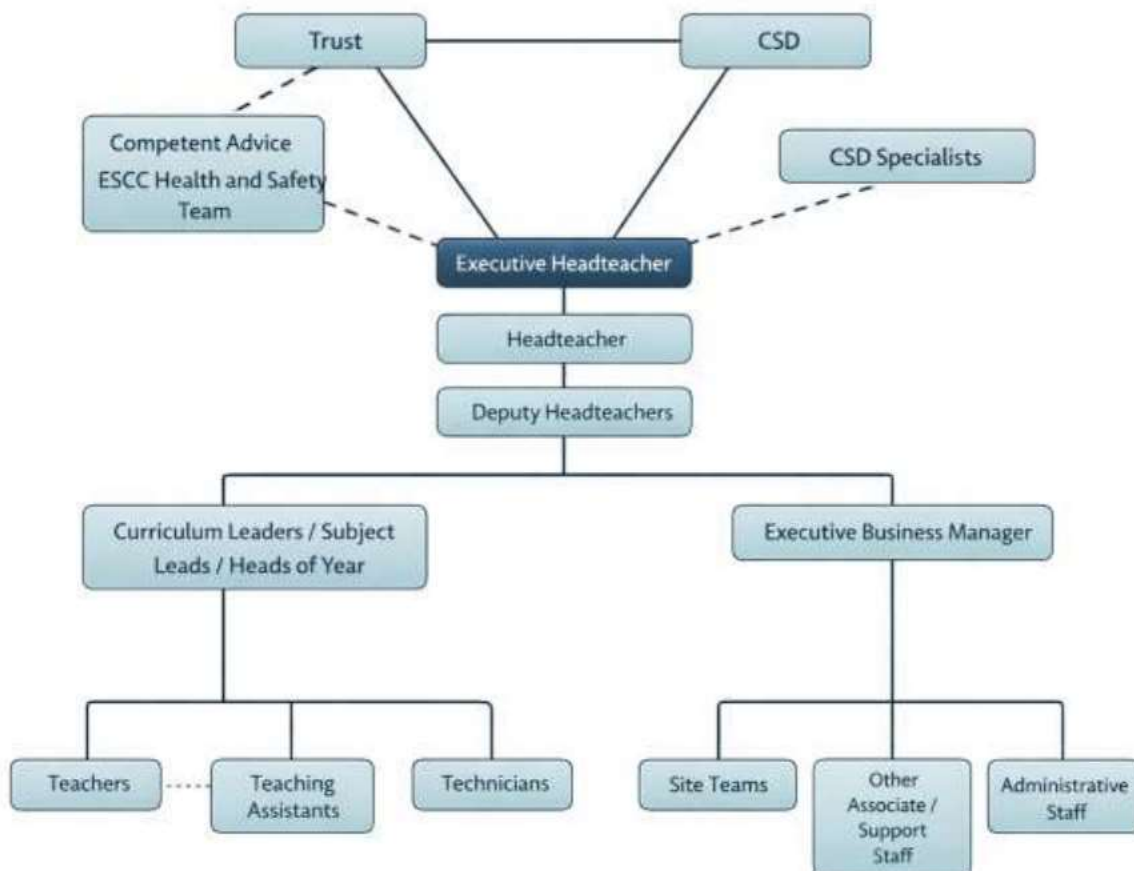 Trust
CSD
Competent Advice
ESCC Health and Safety
Team
CSD Specialists
Executive Headteacher
Headteacher
Deputy Headteachers
Curriculum Leaders / Subject
Leads / Heads of Year
Executive Business Manager
Teachers
Teaching
Assistants
Technicians
Site Teams
Other
Associate /
Support
Staff
Administrative
Staff